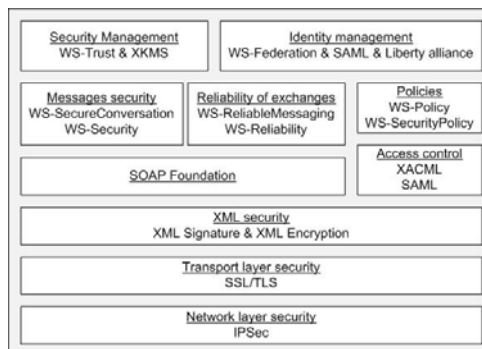 Security Management
WS-Trust & XKMS
Identity management
WS-Federation & SAML & Liberty alliance
Messages security
WS-SecureConversation
WS-Security
Reliability of exchanges
WS-ReliableMessaging
WS-Reliability
Policies
WS-Policy
WS-SecurityPolicy
SOAP Foundation
Access control
XACML
SAML
XML security
XML Signature & XML Encryption
Transport layer security
SSL/TLS
Network layer security
IPSec